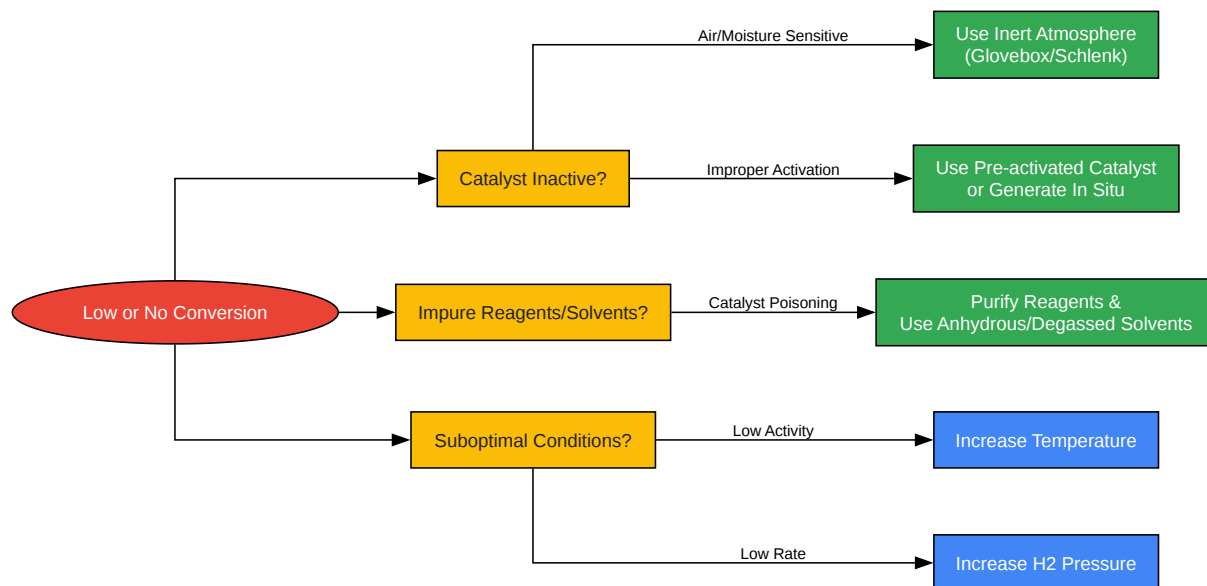 Air/Moisture Sensitive
Use Inert Atmosphere
(Glovebox/Schlenk)
Catalyst Inactive?
Improper Activation
Use Pre-activated Catalyst
or Generate In Situ
Low or No Conversion
Impure Reagents/Solvents?
Catalyst Poisoning
Purify Reagents &
Use Anhydrous/Degassed Solvents
Suboptimal Conditions?
Low Activity
Increase Temperature
Low Rate
Increase H2 Pressure